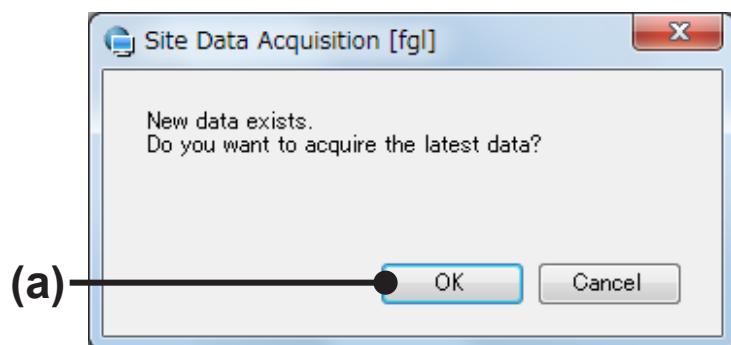 Site Data Acquisition [fgl]
New data exists.
Do you want to acquire the latest data?
(a)
OK
Cancel